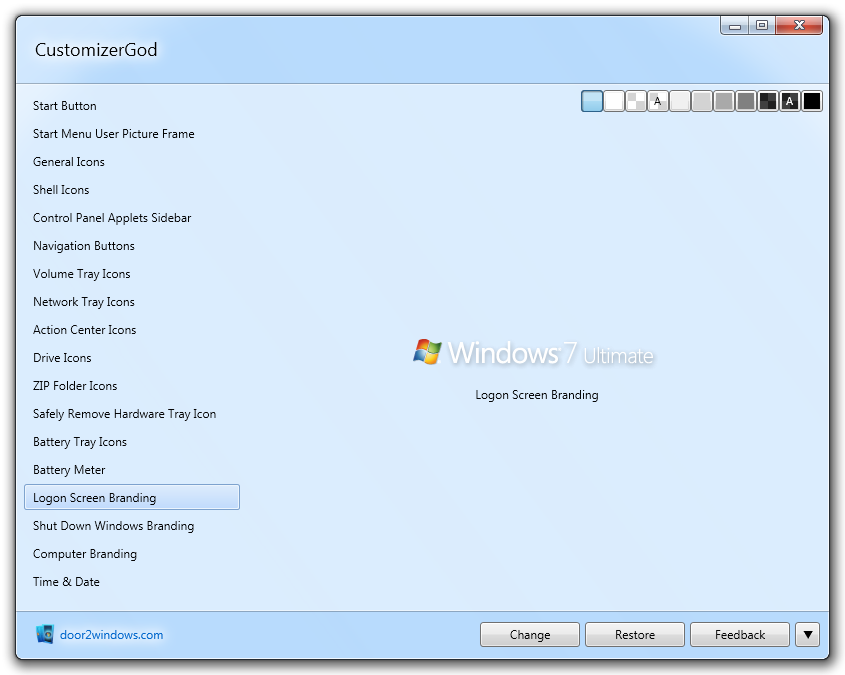 CustomizerGod
Start Button
Start Menu User Picture Frame
General Icons
Shell Icons
Control Panel Applets Sidebar
Navigation Buttons
Volume Tray Icons
Network Tray Icons
Action Center Icons
Drive Icons
ZIP Folder Icons
Safely Remove Hardware Tray Icon
Battery Tray Icons
Battery Meter
Logon Screen Branding
Shut Down Windows Branding
Computer Branding
Time & Date
A
A
Windows 7 Ultimate
Logon Screen Branding
door2windows.com
Change
Restore
Feedback